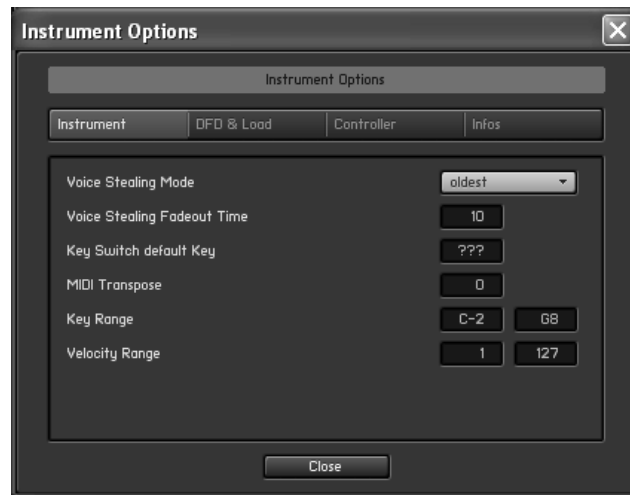 Instrument Options
Instrument Options
Instrument DFD & Load Controller Infos
Voice Stealing Mode oldest
Voice Stealing Fadeout Time 10
Key Switch default Key ???
MIDI Transpose 0
Key Range C-2 G8
Velocity Range 1 127
Close